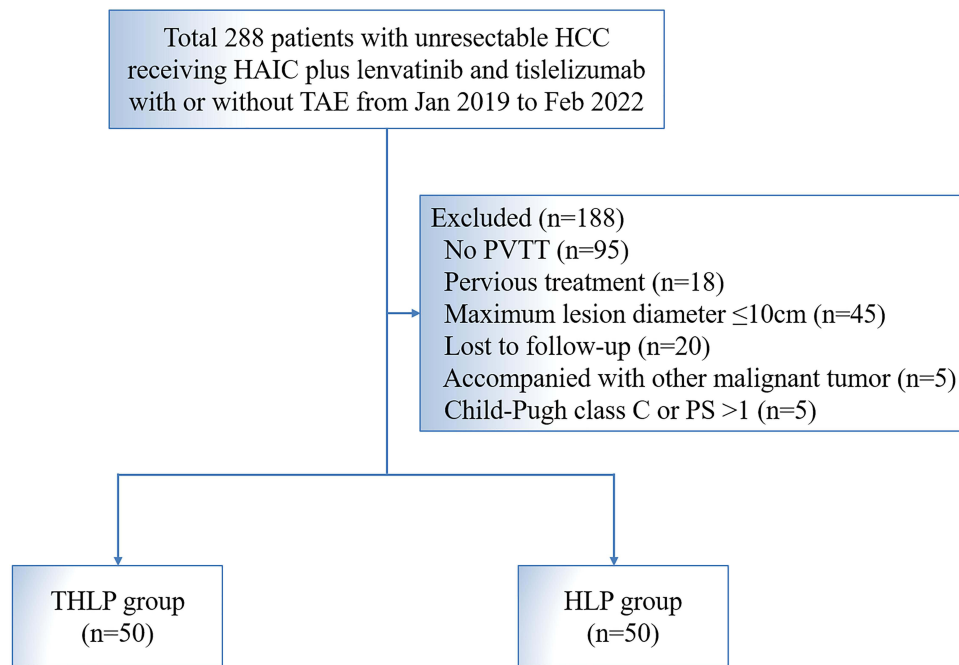 Total 288 patients with unresectable HCC
receiving HAIC plus lenvatinib and tislelizumab
with or without TAE from Jan 2019 to Feb 2022
Excluded (n=188)
No PVTT (n=95)
Pervious treatment (n=18)
Maximum lesion diameter ≤10cm (n=45)
Lost to follow-up (n=20)
Accompanied with other malignant tumor (n=5)
Child-Pugh class C or PS >1 (n=5)
THLP group
(n=50)
HLP group
(n=50)